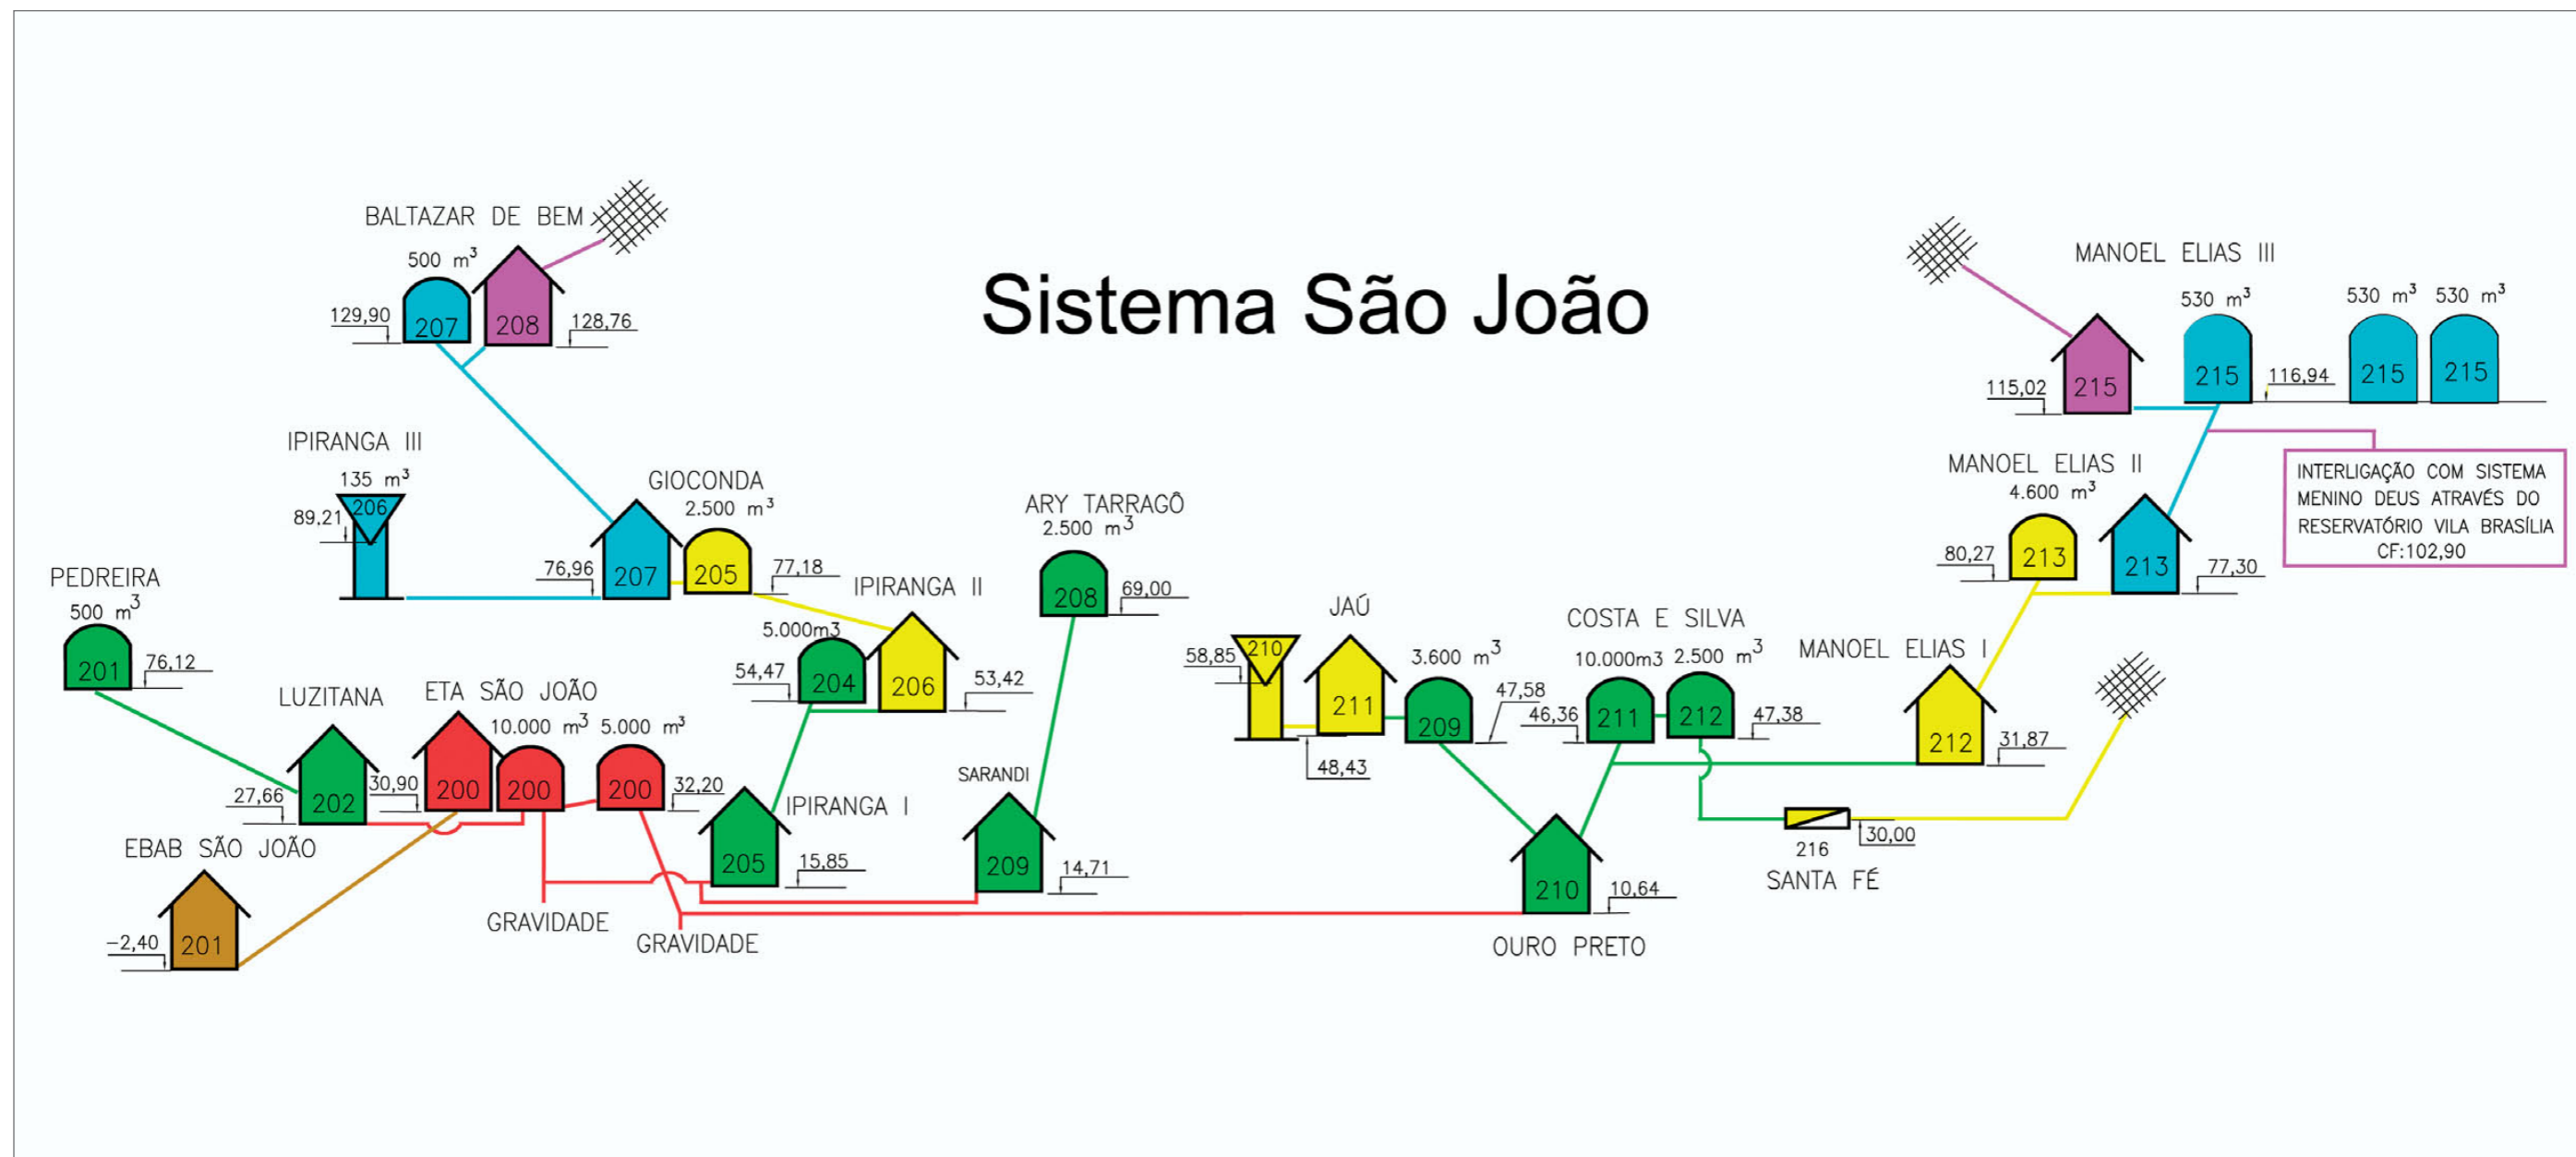 Sistema São João
BALTAZAR DE BEM
500 m³
129,90
207
208
128,76
IPIRANGA III
135 m³
206
89,21
GIOCONDA
2.500 m³
76,96
207
205
77,18
PEDREIRA
500 m³
201
76,12
LUZITANA
27,66
202
ETA SÃO JOÃO
10.000 m³
5.000 m³
30,90
200
200
200
32,20
EBAB SÃO JOÃO
-2,40
201
GRAVIDADE
GRAVIDADE
IPIRANGA II
5.000m3
54,47
204
206
53,42
IPIRANGA I
205
15,85
ARY TARRAGÔ
2.500 m³
208
69,00
SARANDI
209
14,71
JAÚ
58,85
210
211
48,43
3.600 m³
209
47,58
COSTA E SILVA
10.000m3
2.500 m³
46,36
211
212
47,38
210
10,64
OURO PRETO
216
SANTA FÉ
30,00
MANOEL ELIAS I
212
31,87
MANOEL ELIAS II
4.600 m³
80,27
213
213
77,30
MANOEL ELIAS III
530 m³
530 m³
530 m³
115,02
215
215
116,94
215
215
INTERLIGAÇÃO COM SISTEMA
MENINO DEUS ATRAVÉS DO
RESERVATÓRIO VILA BRASÍLIA
CF:102,90